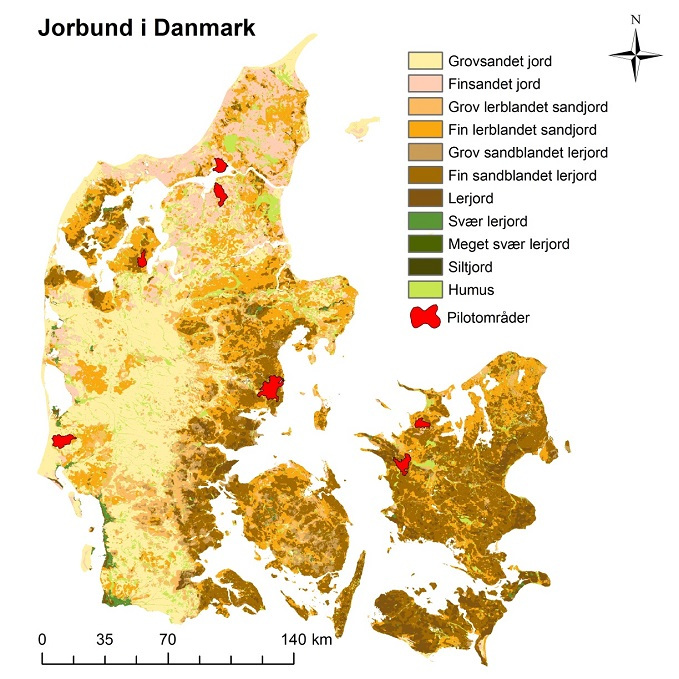 Jorbund i Danmark
N
Grovsandet jord
Finsandet jord
Grov lerblandet sandjord
Fin lerblandet sandjord
Grov sandblandet lerjord
Fin sandblandet lerjord
Lerjord
Svær lerjord
Meget svær lerjord
Siltjord
Humus
Pilotområder
0 35 70 140 km